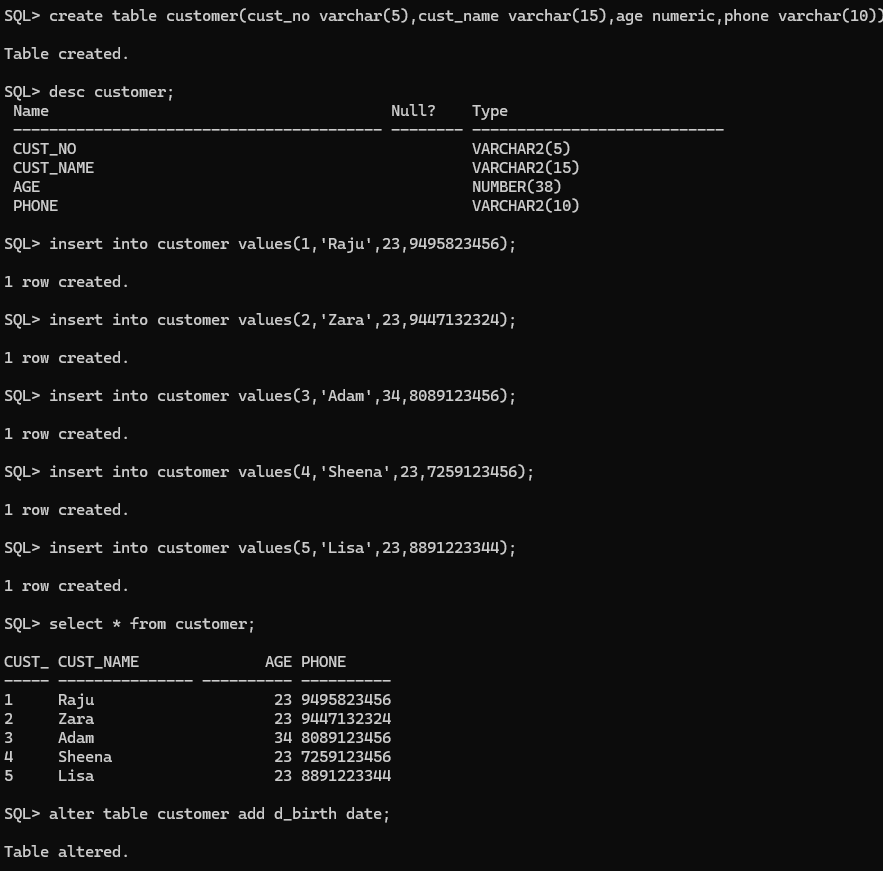 SQL> create table customer(cust_no varchar(5),cust_name varchar(15),age numeric,phone varchar(10))
Table created.
SQL> desc customer;
 Name                                      Null?    Type
 ----------------------------------------- -------- ----------------------------
 CUST_NO                                            VARCHAR2(5)
 CUST_NAME                                          VARCHAR2(15)
 AGE                                                NUMBER(38)
 PHONE                                              VARCHAR2(10)
SQL> insert into customer values(1,'Raju',23,9495823456);
1 row created.
SQL> insert into customer values(2,'Zara',23,9447132324);
1 row created.
SQL> insert into customer values(3,'Adam',34,8089123456);
1 row created.
SQL> insert into customer values(4,'Sheena',23,7259123456);
1 row created.
SQL> insert into customer values(5,'Lisa',23,8891223344);
1 row created.
SQL> select * from customer;
CUST_ CUST_NAME              AGE PHONE
----- --------------- ---------- ----------
1     Raju                    23 9495823456
2     Zara                    23 9447132324
3     Adam                    34 8089123456
4     Sheena                  23 7259123456
5     Lisa                    23 8891223344
SQL> alter table customer add d_birth date;
Table altered.